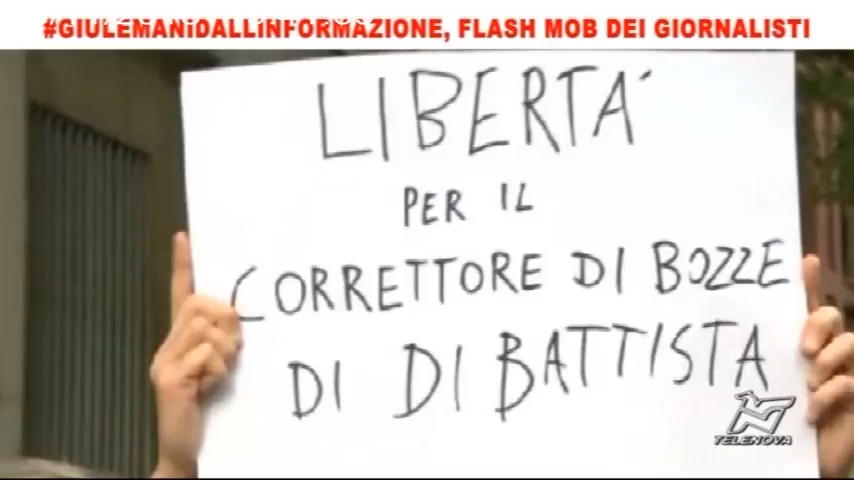 #GIULEMANIDALLINFORMAZIONE, FLASH MOB DEI GIORNALISTI
LIBERTA'
PER IL
CORRETTORE DI BOZZE
DI DI BATTISTA
TELENOVA